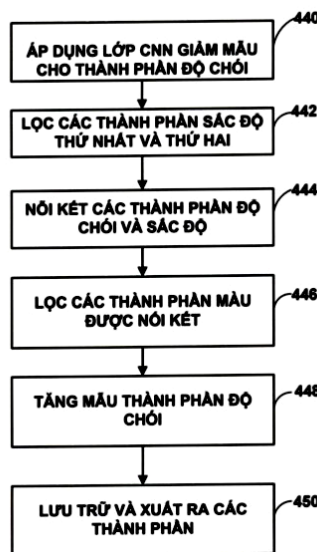 440
ÁP DỤNG LỚP CNN GIẢM MẪU
CHO THÀNH PHẦN ĐỘ CHÓI
442
LỌC CÁC THÀNH PHẦN SẮC ĐỘ
THỨ NHẤT VÀ THỨ HAI
444
NỐI KẾT CÁC THÀNH PHẦN ĐỘ
CHÓI VÀ SẮC ĐỘ
446
LỌC CÁC THÀNH PHẦN MÀU
ĐƯỢC NỐI KẾT
448
TĂNG MẪU THÀNH PHẦN ĐỘ
CHÓI
450
LƯU TRỮ VÀ XUẤT RA CÁC
THÀNH PHẦN